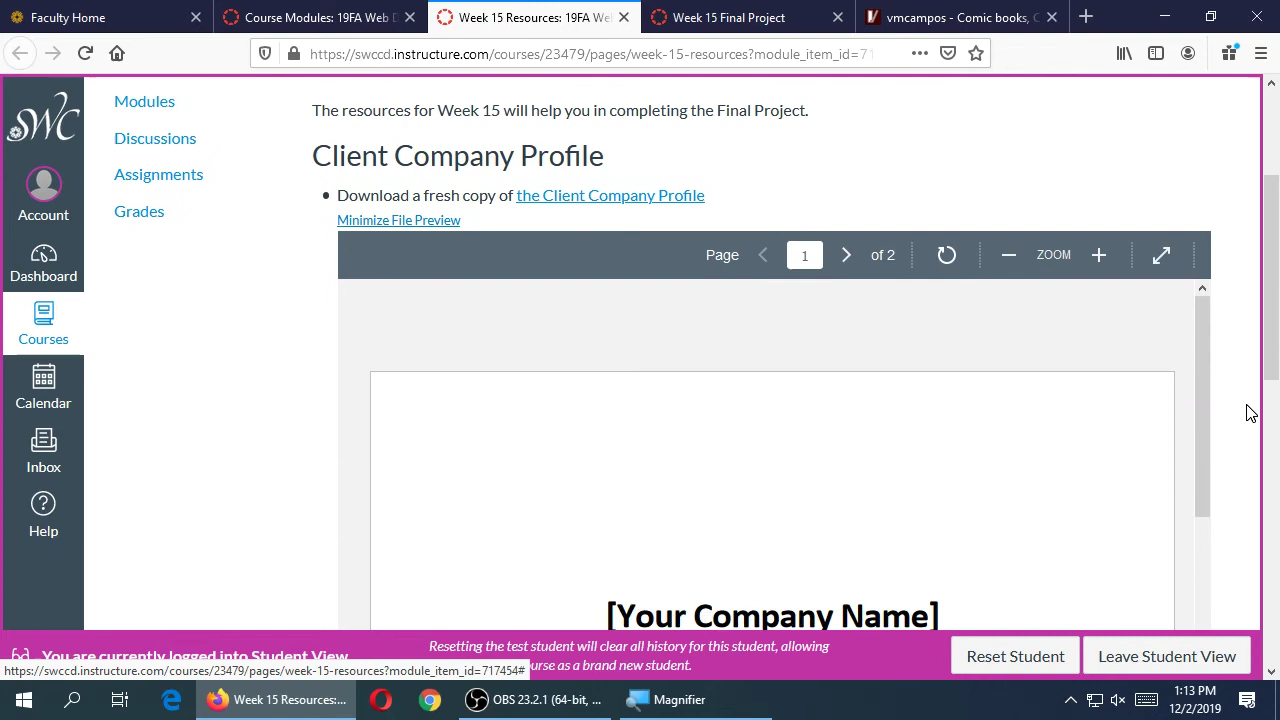 Faculty Home
Course Modules: 19FA Web D
Week 15 Resources: 19FA We
Week 15 Final Project
vmcampos - Comic books, C
https://swccd.instructure.com/courses/23479/pages/week-15-resources?module_item_id=71
SWC
Account
Dashboard
Courses
Calendar
Inbox
Help
Modules
Discussions
Assignments
Grades
The resources for Week 15 will help you in completing the Final Project.
Client Company Profile
Download a fresh copy of the Client Company Profile
Minimize File Preview
Page 1 of 2 ZOOM
[Your Company Name]
You are currently logged into Student View
Resetting the test student will clear all history for this student, allowing
ourse as a brand new student.
Reset Student
Leave Student View
https://swccd.instructure.com/courses/23479/pages/week-15-resources?module_item_id=717454#
Week 15 Resources:...
OBS 23.2.1 (64-bit, ...
Magnifier
1:13 PM
12/2/2019